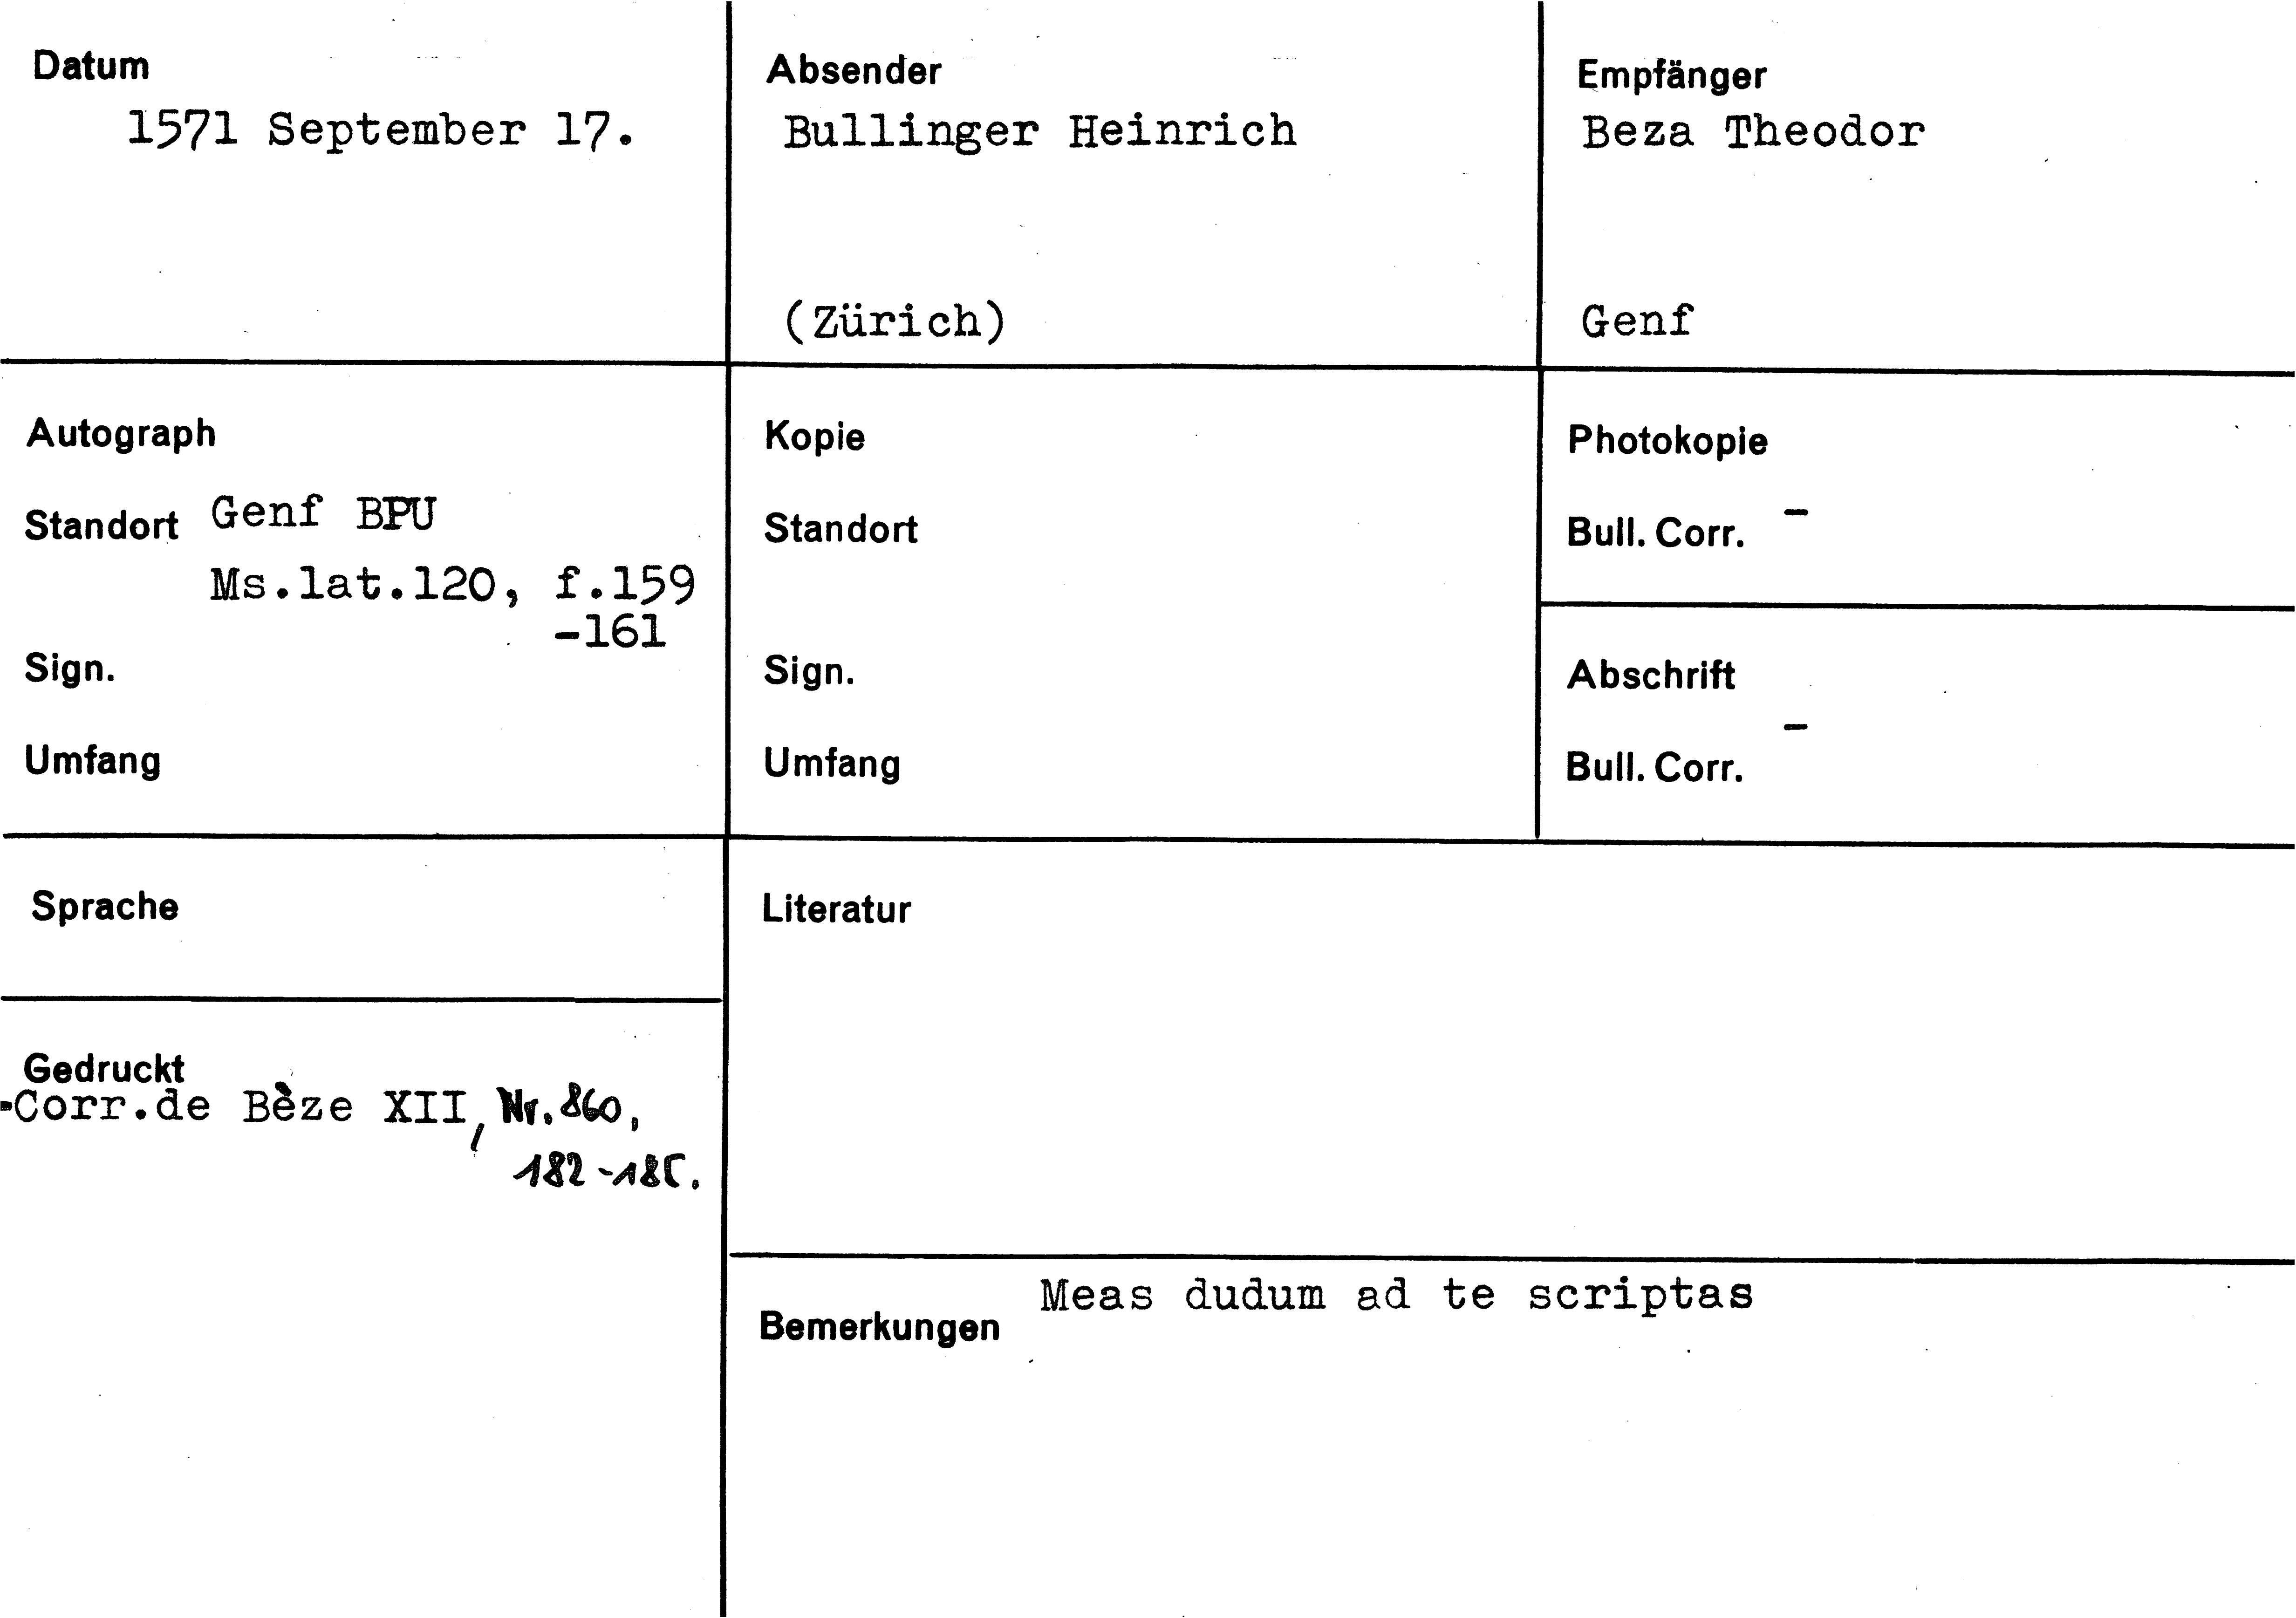 Datum
1571 September 17.
Absender
Bullinger Heinrich
(Zürich)
Empfänger
Beza Theodor
Genf
Autograph
Standort Genf BPU
Ms.lat.120, f.159
-161
Sign.
Umfang
Kopie
Standort
Sign.
Umfang
Photokopie
Bull. Corr. -
Abschrift
-
Bull. Corr.
Sprache
Gedruckt
-Corr.de Bèze XII, Nr. 860,
182-185.
Literatur
Meas dudum ad te scriptas
Bemerkungen